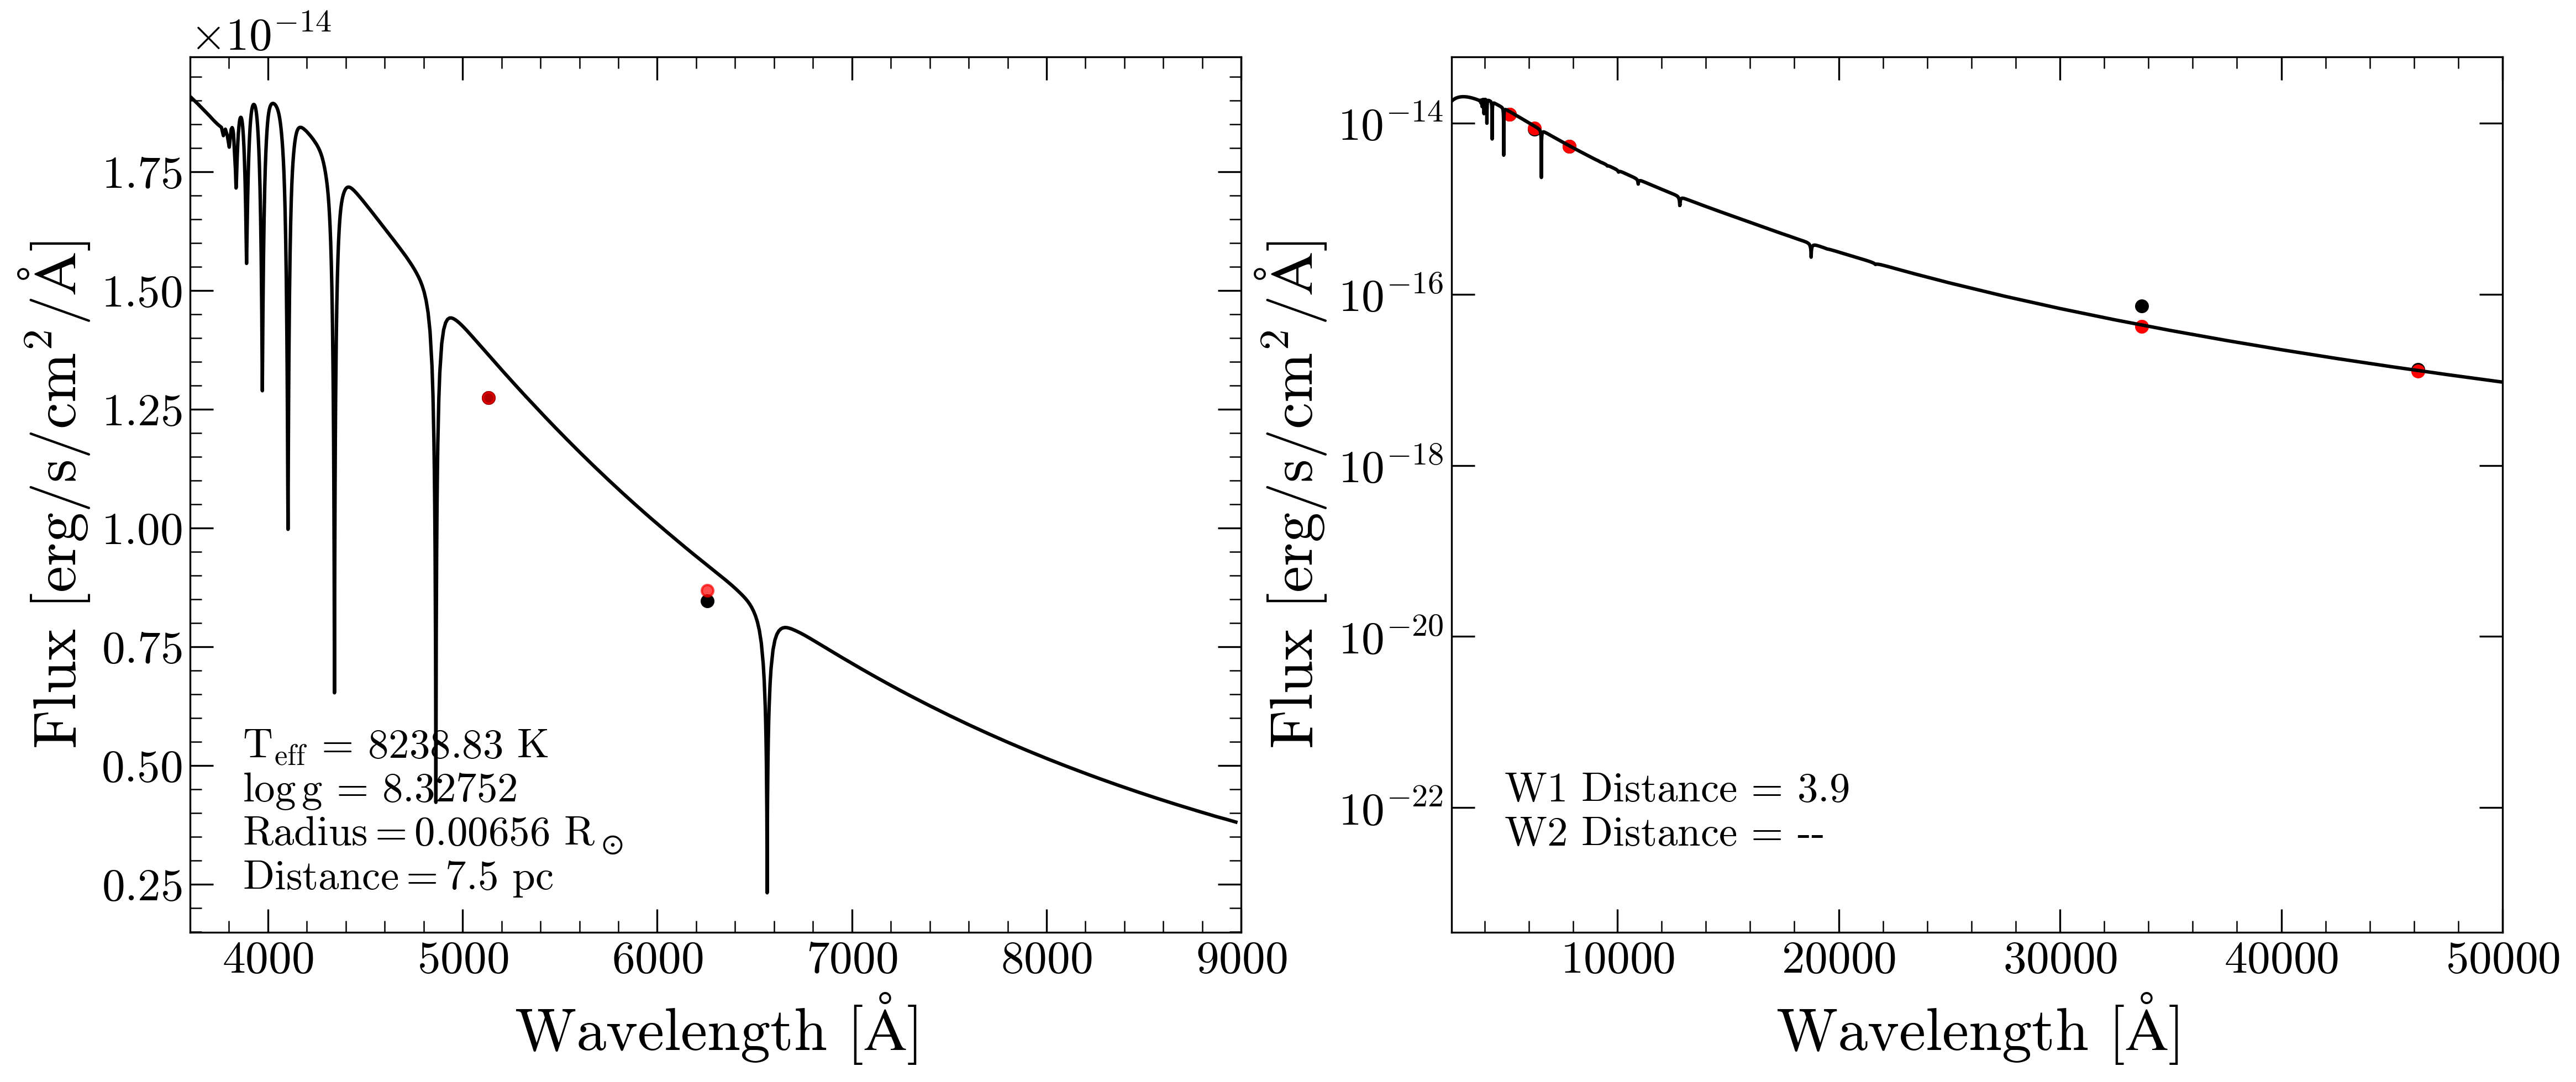 ×10⁻¹⁴
1.75
1.50
1.25
1.00
0.75
0.50
0.25
Flux [erg/s/cm²/Å]
T_eff = 8238.83 K
log g = 8.32752
Radius = 0.00656 R_⊙
Distance = 7.5 pc
4000 5000 6000 7000 8000 9000
Wavelength [Å]
10⁻¹⁴
10⁻¹⁶
10⁻¹⁸
10⁻²⁰
10⁻²²
Flux [erg/s/cm²/Å]
W1 Distance = 3.9
W2 Distance = --
10000 20000 30000 40000 50000
Wavelength [Å]